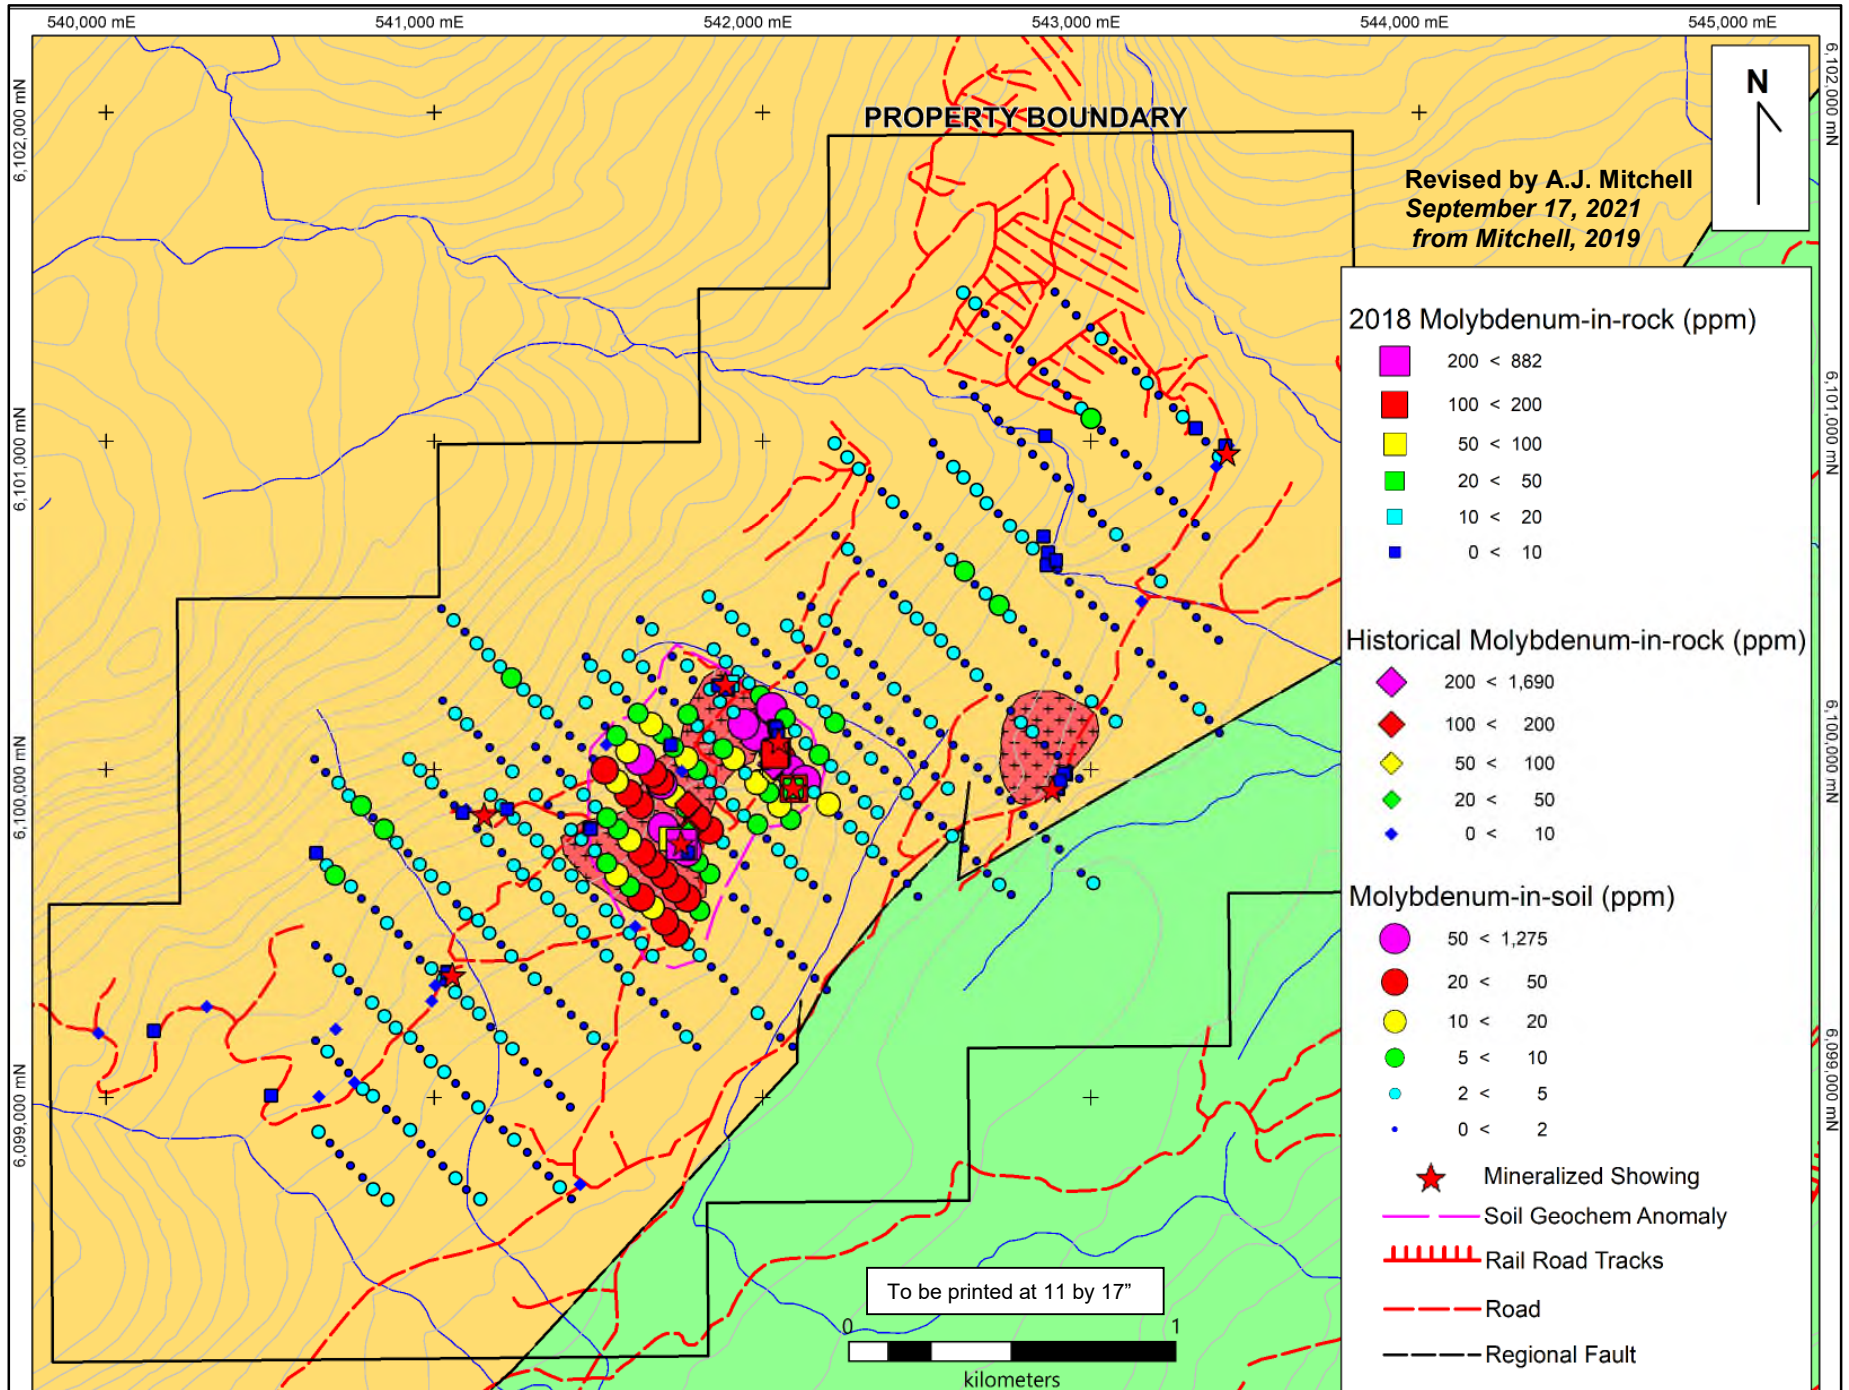 540,000 mE 541,000 mE 542,000 mE 543,000 mE 544,000 mE 545,000 mE
6,102,000 mN
6,101,000 mN
6,100,000 mN
6,099,000 mN
6,102,000 mN
6,101,000 mN
6,100,000 mN
6,099,000 mN
N
PROPERTY BOUNDARY
Revised by A.J. Mitchell
September 17, 2021
from Mitchell, 2019
2018 Molybdenum-in-rock (ppm)
200 < 882
100 < 200
50 < 100
20 < 50
10 < 20
0 < 10
Historical Molybdenum-in-rock (ppm)
200 < 1,690
100 < 200
50 < 100
20 < 50
0 < 10
Molybdenum-in-soil (ppm)
50 < 1,275
20 < 50
10 < 20
5 < 10
2 < 5
0 < 2
Mineralized Showing
Soil Geochem Anomaly
Rail Road Tracks
Road
Regional Fault
To be printed at 11 by 17”
0 1
kilometers